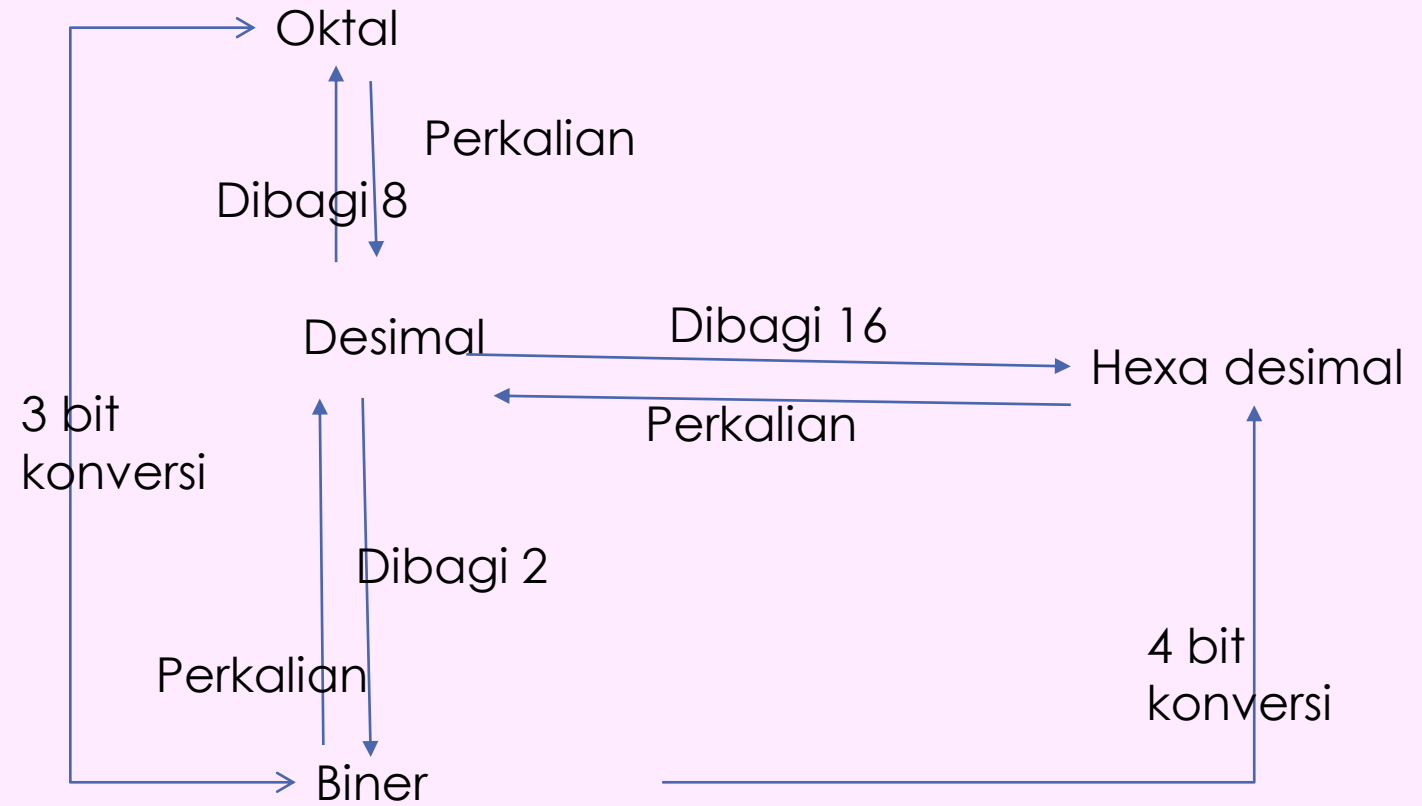 Oktal
Perkalian
Dibagi 8
Desimal
Dibagi 16
Hexa desimal
Perkalian
3 bit
konversi
Dibagi 2
Perkalian
4 bit
konversi
Biner